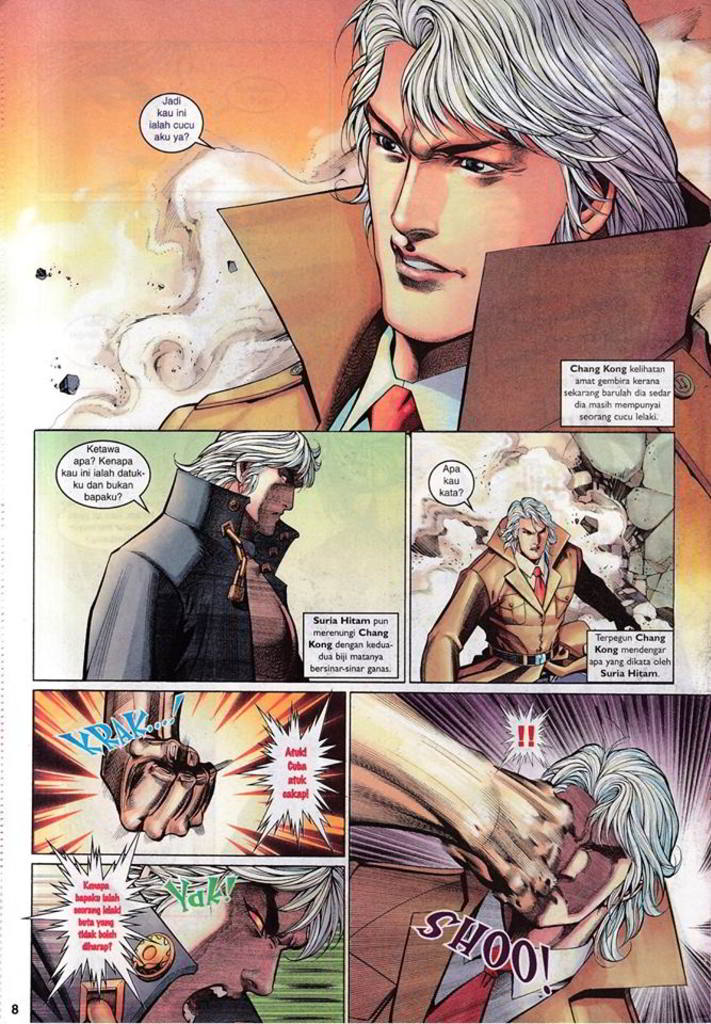 Jadi
kau ini
ialah cucu
aku ya?
Chang Kong kelihatan
amat gembira kerana
sekarang barulah dia sedar
dia masih mempunyai
seorang cucu lelaki.
Ketawa
apa? Kenapa
kau ini ialah datuk-
ku dan bukan
bapaku?
Suria Hitam pun
merenungi Chang
Kong dengan kedua-
dua biji matanya
bersinar-sinar ganas.
Apa
kau
kata?
Terpegun Chang
Kong mendengar
apa yang dikata oleh
Suria Hitam.
KRAK....!
Atuk!
Cuba
atuk
cakap!
!!
SHOO!
Kenapa
bapaku adalah
seorang lelaki
buta yang
tidak boleh
diharap?
Yak!
8